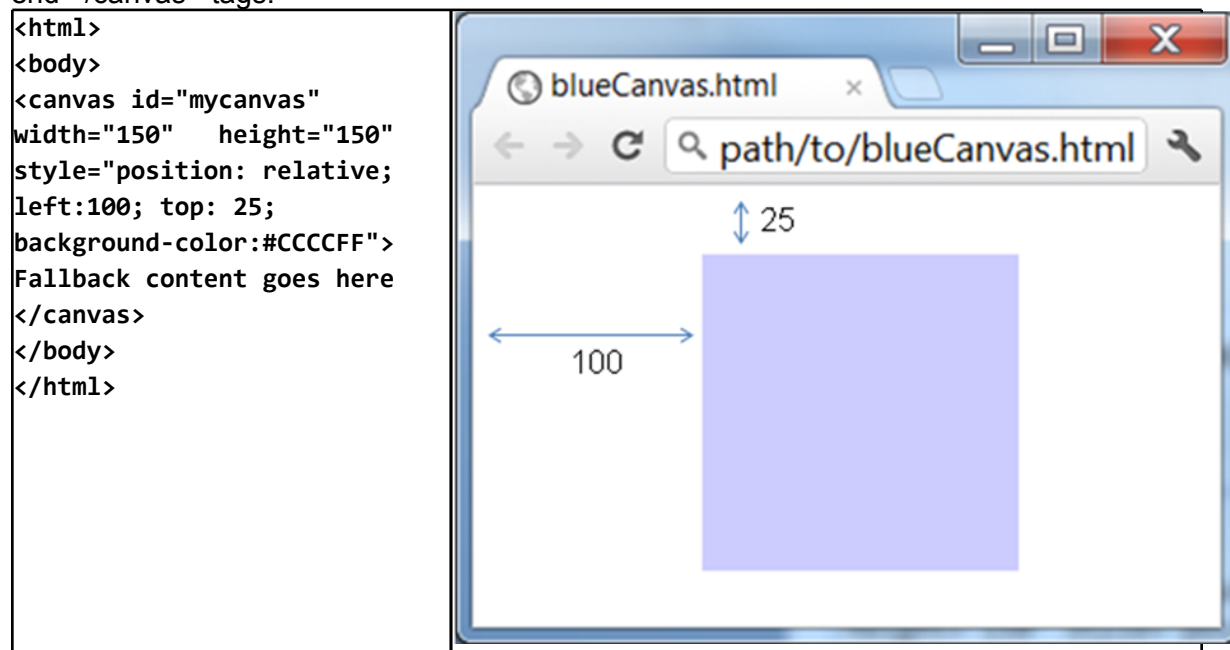 <html>
<body>
<canvas id="mycanvas"
width="150"   height="150"
style="position: relative;
left:100; top: 25;
background-color:#CCCCFF">
Fallback content goes here
</canvas>
</body>
</html>
blueCanvas.html
path/to/blueCanvas.html
25
100